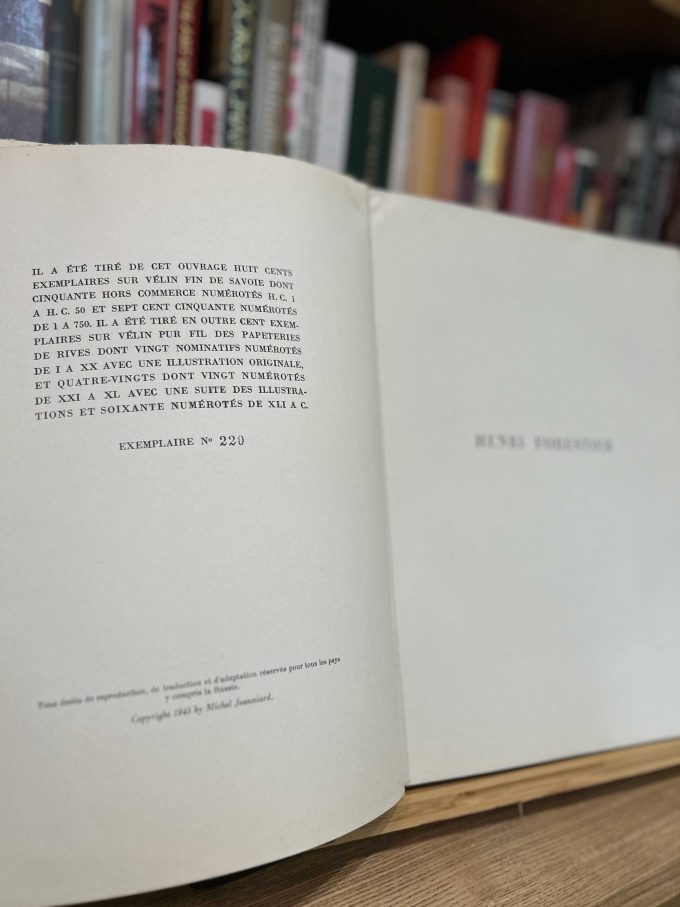 IL A ÉTÉ TIRÉ DE CET OUVRAGE HUIT CENTS
EXEMPLAIRES SUR VÉLIN FIN DE SAVOIE DONT
CINQUANTE HORS COMMERCE NUMÉROTÉS H. C. 1
A H. C. 50 ET SEPT CENT CINQUANTE NUMÉROTÉS
DE 1 A 750. IL A ÉTÉ TIRÉ EN OUTRE CENT EXEM-
PLAIRES SUR VÉLIN PUR FIL DES PAPETERIES
DE RIVES DONT VINGT NOMINATIFS NUMÉROTÉS
DE I A XX AVEC UNE ILLUSTRATION ORIGINALE,
ET QUATRE-VINGTS DONT VINGT NUMÉROTÉS
DE XXI A XL AVEC UNE SUITE DES ILLUSTRA-
TIONS ET SOIXANTE NUMÉROTÉS DE XLI A C.
EXEMPLAIRE Nº 220
Tous droits de reproduction, de traduction et d'adaptation réservés pour tous les pays
y compris la Russie.
Copyright 1945 by Michel Jeanniard.
HENRI FORESTIER